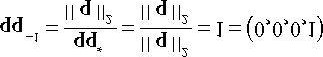 qq⁻¹ = qq* / ||q||² = ||q||² / ||q||² = 1 = (0,0,0,1)